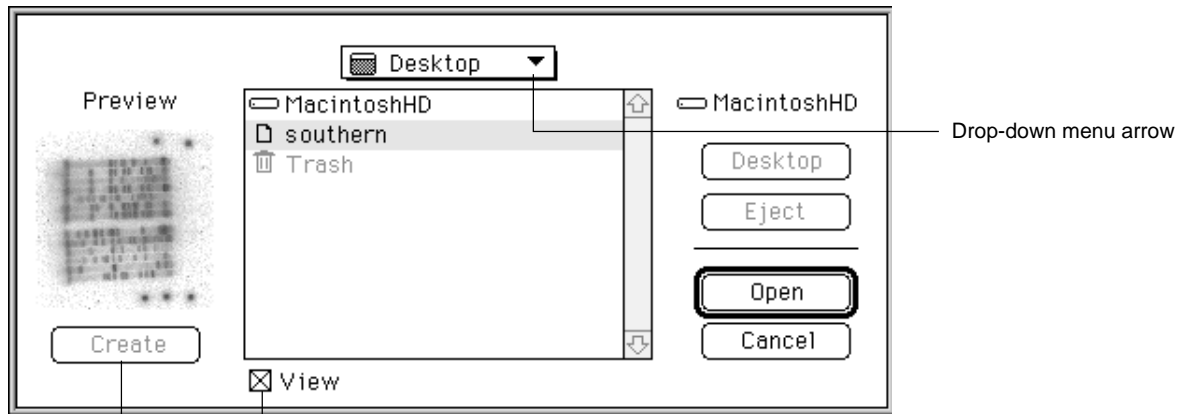 Desktop
Preview
MacintoshHD
southern
Trash
MacintoshHD
Desktop
Eject
Open
Cancel
Create
View
Drop-down menu arrow